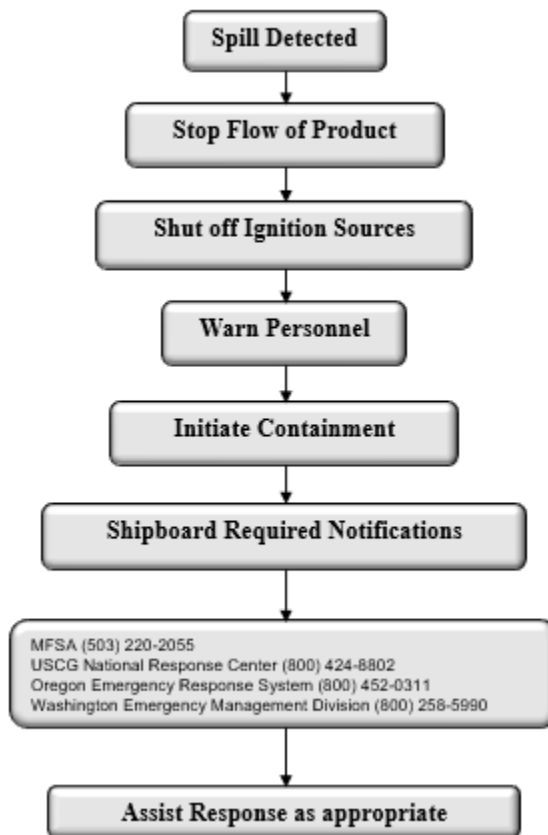 Spill Detected
Stop Flow of Product
Shut off Ignition Sources
Warn Personnel
Initiate Containment
Shipboard Required Notifications
MFSA (503) 220-2055
USCG National Response Center (800) 424-8802
Oregon Emergency Response System (800) 452-0311
Washington Emergency Management Division (800) 258-5990
Assist Response as appropriate